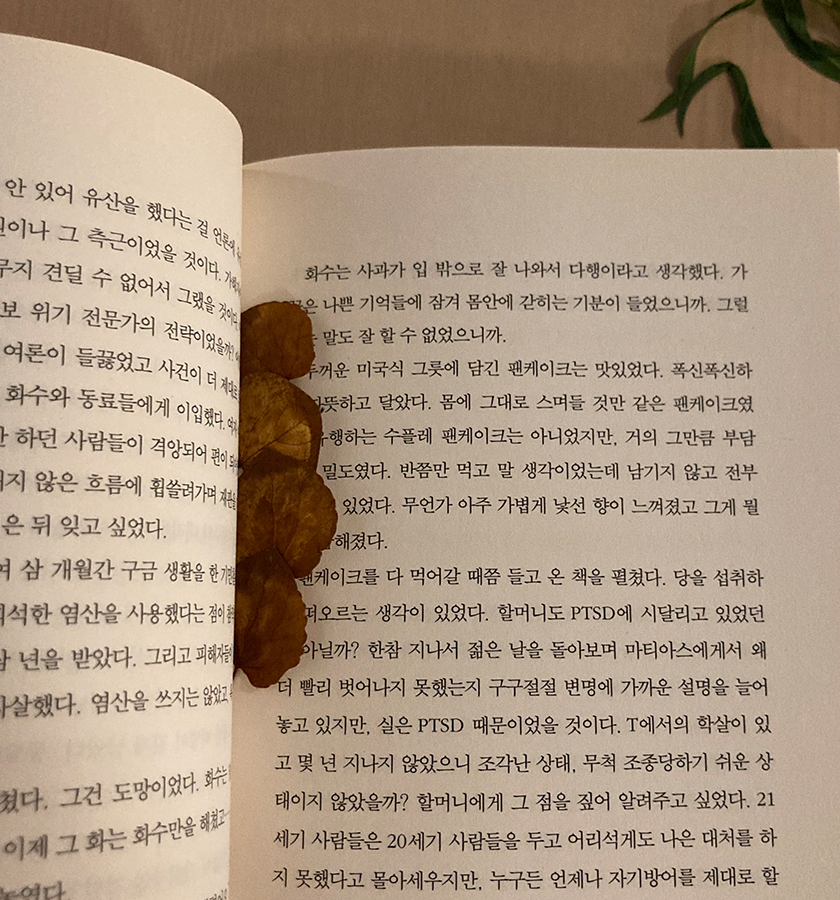 안 있어 유산을 했다는 걸 언론에
그 측근이었을 것이다.
견딜 수 없어서 그랬을 것이
보 위기 전문가의 전략이었을까?
여론이 들끓었고 사건이 더 제대로
화수와 동료들에게 이입했다.
하던 사람들이 격앙되어 편이
않은 흐름에 휩쓸려가며
은 뒤 잊고 싶었다.
삼 개월간 구금 생활을 한
희석한 염산을 사용했다는 점이
년을 받았다. 그리고 피해자들
자살했다. 염산을 쓰지는 않았고,
쳤다. 그건 도망이었다. 화수는
이제 그 화는 화수만을 해쳤고
화수는 사과가 입 밖으로 잘 나와서 다행이라고 생각했다. 가
나쁜 기억들에 잠겨 몸안에 갇히는 기분이 들었으니까. 그럴
말도 잘 할 수 없었으니까.
두꺼운 미국식 그릇에 담긴 팬케이크는 맛있었다. 폭신폭신하
따뜻하고 달았다. 몸에 그대로 스며들 것만 같은 팬케이크였
유행하는 수플레 팬케이크는 아니었지만, 거의 그만큼 부담
밀도였다. 반쯤만 먹고 말 생각이었는데 남기지 않고 전부
있었다. 무언가 아주 가볍게 낯선 향이 느껴졌고 그게 뭘
해졌다.
팬케이크를 다 먹어갈 때쯤 들고 온 책을 펼쳤다. 당을 섭취하
떠오르는 생각이 있었다. 할머니도 PTSD에 시달리고 있었던
아닐까? 한참 지나서 젊은 날을 돌아보며 마티아스에게서 왜
더 빨리 벗어나지 못했는지 구구절절 변명에 가까운 설명을 늘어
놓고 있지만, 실은 PTSD 때문이었을 것이다. T에서의 학살이 있
고 몇 년 지나지 않았으니 조각난 상태, 무척 조종당하기 쉬운 상
태이지 않았을까? 할머니에게 그 점을 짚어 알려주고 싶었다. 21
세기 사람들은 20세기 사람들을 두고 어리석게도 나은 대처를 하
지 못했다고 몰아세우지만, 누구든 언제나 자기방어를 제대로 할